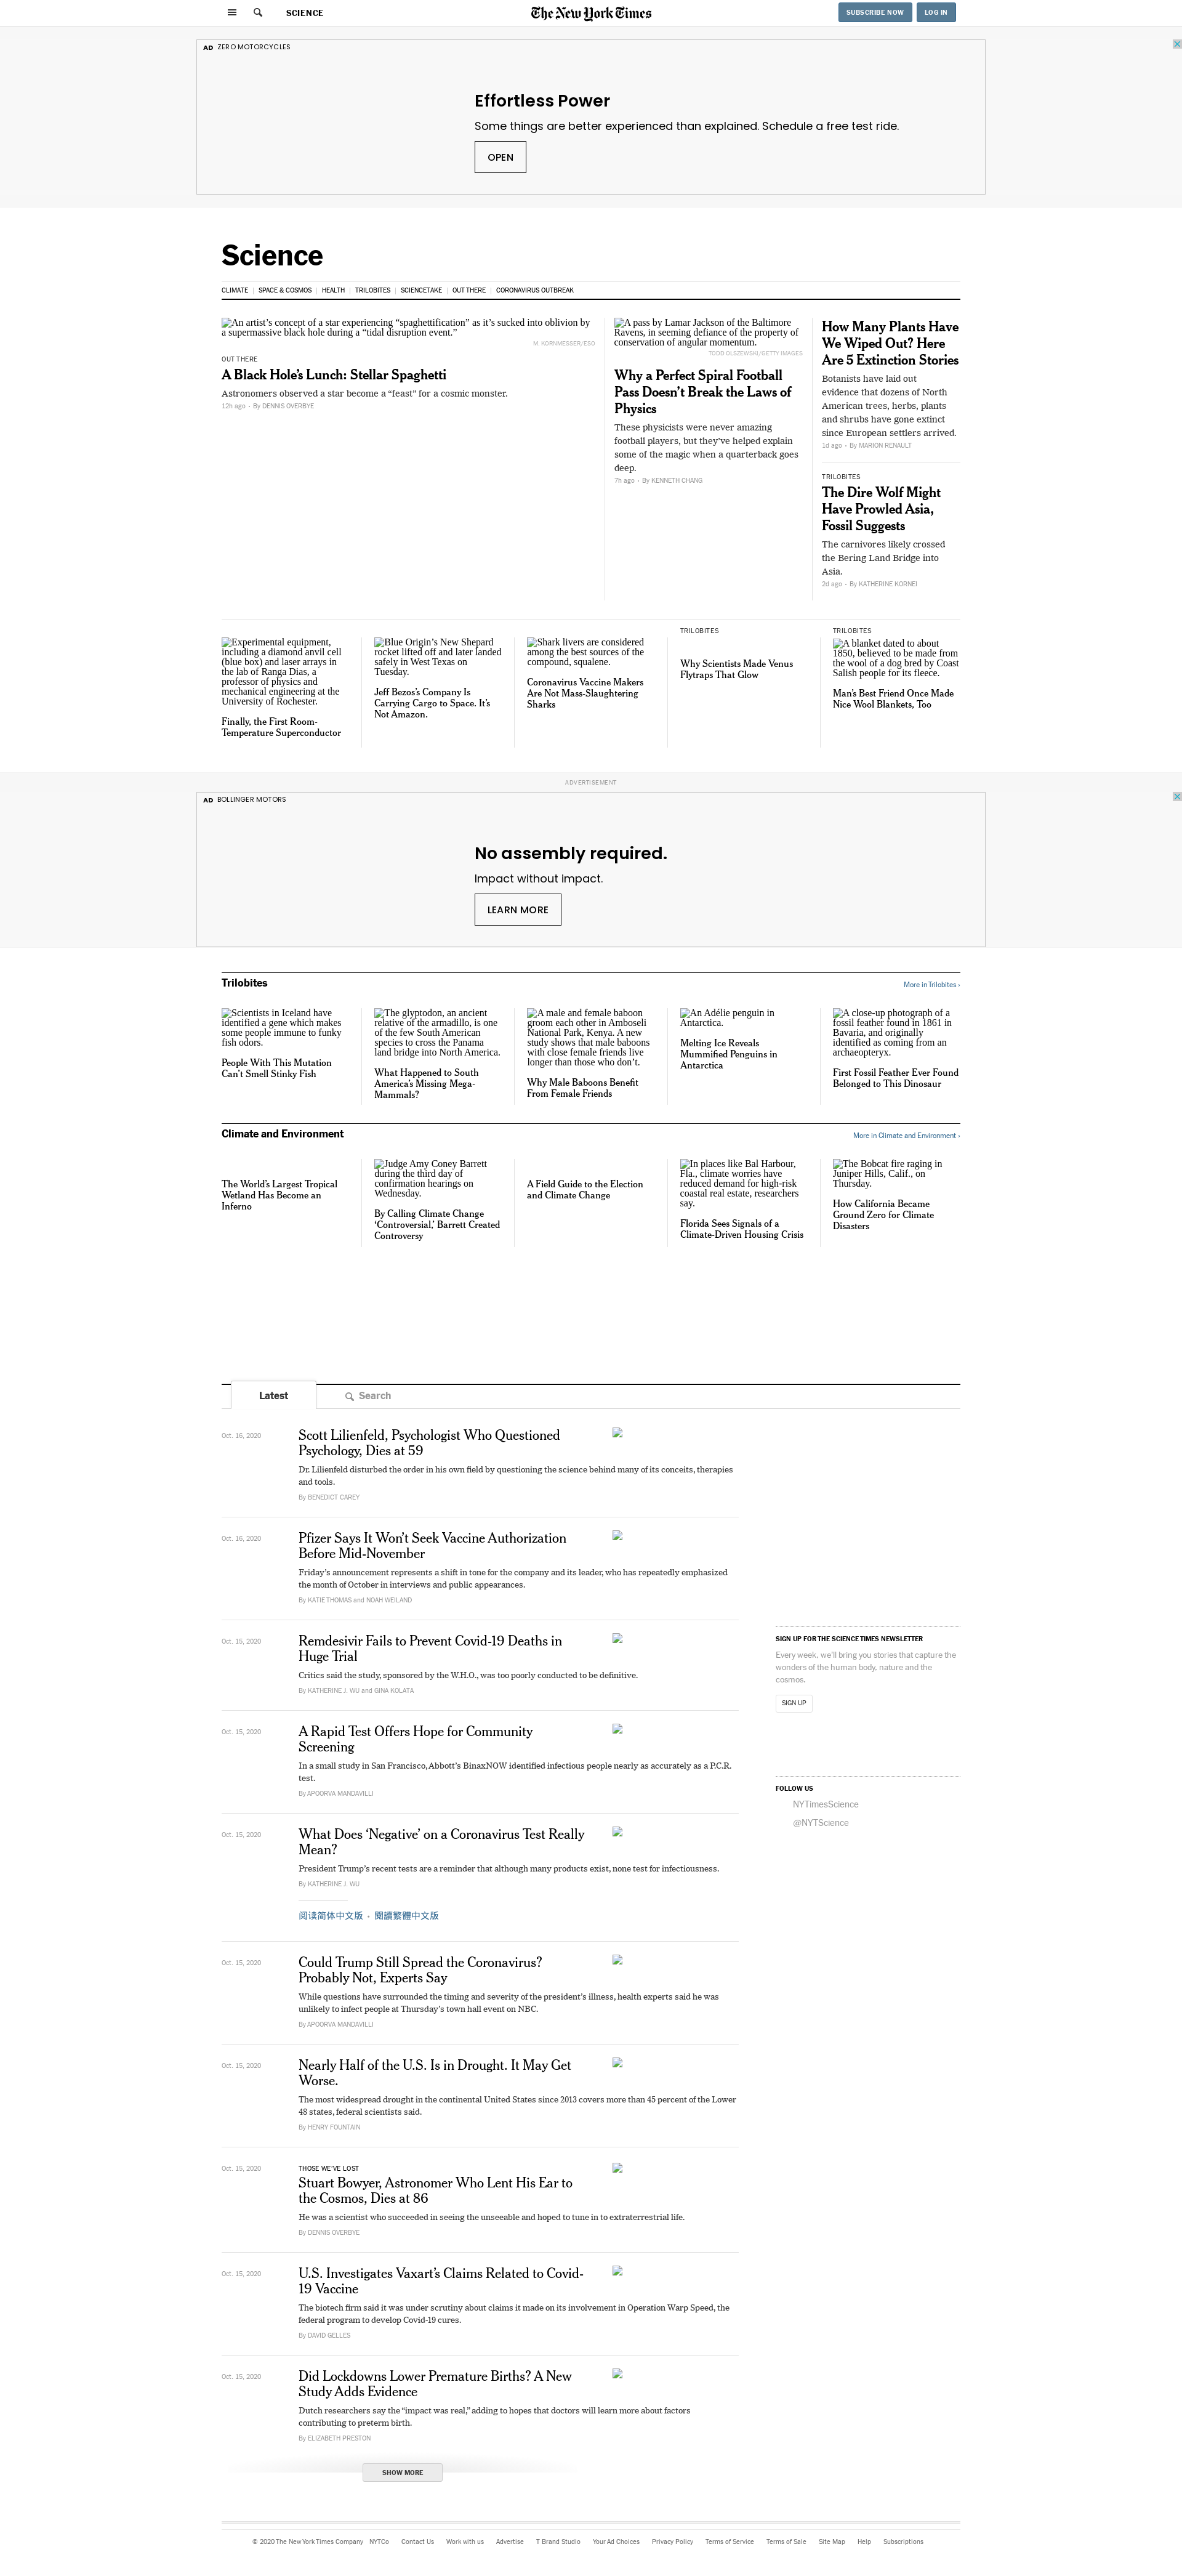 SCIENCE
The New York Times
SUBSCRIBE NOW
LOG IN
AD ZERO MOTORCYCLES
Effortless Power
Some things are better experienced than explained. Schedule a free test ride.
OPEN
Science
CLIMATE
SPACE & COSMOS
HEALTH
TRILOBITES
SCIENCETAKE
OUT THERE
CORONAVIRUS OUTBREAK
An artist's concept of a star experiencing “spaghettification” as it’s sucked into oblivion by
a supermassive black hole during a “tidal disruption event.”
M. KORNMESSER/ESO
OUT THERE
A Black Hole’s Lunch: Stellar Spaghetti
Astronomers observed a star become a “feast” for a cosmic monster.
12h ago • By DENNIS OVERBYE
A pass by Lamar Jackson of the Baltimore
Ravens, in seeming defiance of the property of
conservation of angular momentum.
TODD OLSZEWSKI/GETTY IMAGES
Why a Perfect Spiral Football
Pass Doesn’t Break the Laws of
Physics
These physicists were never amazing
football players, but they’ve helped explain
some of the magic when a quarterback goes
deep.
7h ago • By KENNETH CHANG
How Many Plants Have
We Wiped Out? Here
Are 5 Extinction Stories
Botanists have laid out
evidence that dozens of North
American trees, herbs, plants
and shrubs have gone extinct
since European settlers arrived.
1d ago • By MARION RENAULT
TRILOBITES
The Dire Wolf Might
Have Prowled Asia,
Fossil Suggests
The carnivores likely crossed
the Bering Land Bridge into
Asia.
2d ago • By KATHERINE KORNEI
Experimental equipment,
including a diamond anvil cell
(blue box) and laser arrays in
the lab of Ranga Dias, a
professor of physics and
mechanical engineering at the
University of Rochester.
Finally, the First Room-
Temperature Superconductor
Blue Origin’s New Shepard
rocket lifted off and later landed
safely in West Texas on
Tuesday.
Jeff Bezos’s Company Is
Carrying Cargo to Space. It’s
Not Amazon.
Shark livers are considered
among the best sources of the
compound, squalene.
Coronavirus Vaccine Makers
Are Not Mass-Slaughtering
Sharks
TRILOBITES
Why Scientists Made Venus
Flytraps That Glow
TRILOBITES
A blanket dated to about
1850, believed to be made from
the wool of a dog bred by Coast
Salish people for its fleece.
Man’s Best Friend Once Made
Nice Wool Blankets, Too
ADVERTISEMENT
AD BOLLINGER MOTORS
No assembly required.
Impact without impact.
LEARN MORE
Trilobites
More in Trilobites ›
Scientists in Iceland have
identified a gene which makes
some people immune to funky
fish odors.
People With This Mutation
Can’t Smell Stinky Fish
The glyptodon, an ancient
relative of the armadillo, is one
of the few South American
species to cross the Panama
land bridge into North America.
What Happened to South
America’s Missing Mega-
Mammals?
A male and female baboon
groom each other in Amboseli
National Park, Kenya. A new
study shows that male baboons
with close female friends live
longer than those who don’t.
Why Male Baboons Benefit
From Female Friends
An Adélie penguin in
Antarctica.
Melting Ice Reveals
Mummified Penguins in
Antarctica
A close-up photograph of a
fossil feather found in 1861 in
Bavaria, and originally
identified as coming from an
archaeopteryx.
First Fossil Feather Ever Found
Belonged to This Dinosaur
Climate and Environment
More in Climate and Environment ›
The World’s Largest Tropical
Wetland Has Become an
Inferno
Judge Amy Coney Barrett
during the third day of
confirmation hearings on
Wednesday.
By Calling Climate Change
‘Controversial,’ Barrett Created
Controversy
A Field Guide to the Election
and Climate Change
In places like Bal Harbour,
Fla., climate worries have
reduced demand for high-risk
coastal real estate, researchers
say.
Florida Sees Signals of a
Climate-Driven Housing Crisis
The Bobcat fire raging in
Juniper Hills, Calif., on
Thursday.
How California Became
Ground Zero for Climate
Disasters
Latest
Search
Oct. 16, 2020
Scott Lilienfeld, Psychologist Who Questioned
Psychology, Dies at 59
Dr. Lilienfeld disturbed the order in his own field by questioning the science behind many of its conceits, therapies
and tools.
By BENEDICT CAREY
Oct. 16, 2020
Pfizer Says It Won’t Seek Vaccine Authorization
Before Mid-November
Friday’s announcement represents a shift in tone for the company and its leader, who has repeatedly emphasized
the month of October in interviews and public appearances.
By KATIE THOMAS and NOAH WEILAND
Oct. 15, 2020
Remdesivir Fails to Prevent Covid-19 Deaths in
Huge Trial
Critics said the study, sponsored by the W.H.O., was too poorly conducted to be definitive.
By KATHERINE J. WU and GINA KOLATA
Oct. 15, 2020
A Rapid Test Offers Hope for Community
Screening
In a small study in San Francisco, Abbott’s BinaxNOW identified infectious people nearly as accurately as a P.C.R.
test.
By APOORVA MANDAVILLI
Oct. 15, 2020
What Does ‘Negative’ on a Coronavirus Test Really
Mean?
President Trump’s recent tests are a reminder that although many products exist, none test for infectiousness.
By KATHERINE J. WU
阅读简体中文版 • 閱讀繁體中文版
Oct. 15, 2020
Could Trump Still Spread the Coronavirus?
Probably Not, Experts Say
While questions have surrounded the timing and severity of the president’s illness, health experts said he was
unlikely to infect people at Thursday’s town hall event on NBC.
By APOORVA MANDAVILLI
Oct. 15, 2020
Nearly Half of the U.S. Is in Drought. It May Get
Worse.
The most widespread drought in the continental United States since 2013 covers more than 45 percent of the Lower
48 states, federal scientists said.
By HENRY FOUNTAIN
Oct. 15, 2020
THOSE WE’VE LOST
Stuart Bowyer, Astronomer Who Lent His Ear to
the Cosmos, Dies at 86
He was a scientist who succeeded in seeing the unseeable and hoped to tune in to extraterrestrial life.
By DENNIS OVERBYE
Oct. 15, 2020
U.S. Investigates Vaxart’s Claims Related to Covid-
19 Vaccine
The biotech firm said it was under scrutiny about claims it made on its involvement in Operation Warp Speed, the
federal program to develop Covid-19 cures.
By DAVID GELLES
Oct. 15, 2020
Did Lockdowns Lower Premature Births? A New
Study Adds Evidence
Dutch researchers say the “impact was real,” adding to hopes that doctors will learn more about factors
contributing to preterm birth.
By ELIZABETH PRESTON
SHOW MORE
SIGN UP FOR THE SCIENCE TIMES NEWSLETTER
Every week, we’ll bring you stories that capture the
wonders of the human body, nature and the
cosmos.
SIGN UP
FOLLOW US
NYTimesScience
@NYTScience
© 2020 The New York Times Company
NYTCo
Contact Us
Work with us
Advertise
T Brand Studio
Your Ad Choices
Privacy Policy
Terms of Service
Terms of Sale
Site Map
Help
Subscriptions